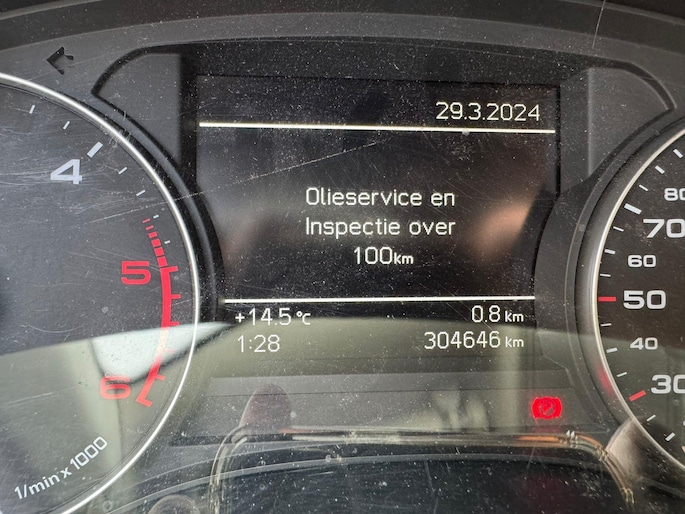 29.3.2024
Olieservice en
Inspectie over
100km
+14.5 °C 0.8 km
1:28 304646 km
4
5
6
1/min x 1000
80
70
60
50
40
30